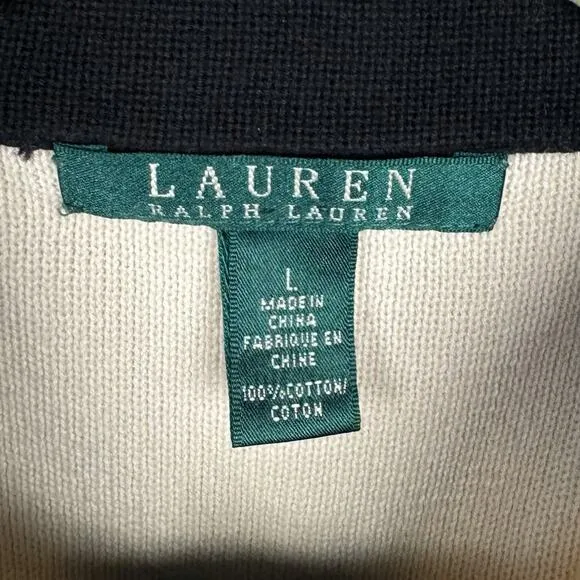 LAUREN
RALPH LAUREN
L
MADE IN
CHINA
FABRIQUE EN
CHINE
100%COTTON/
COTON